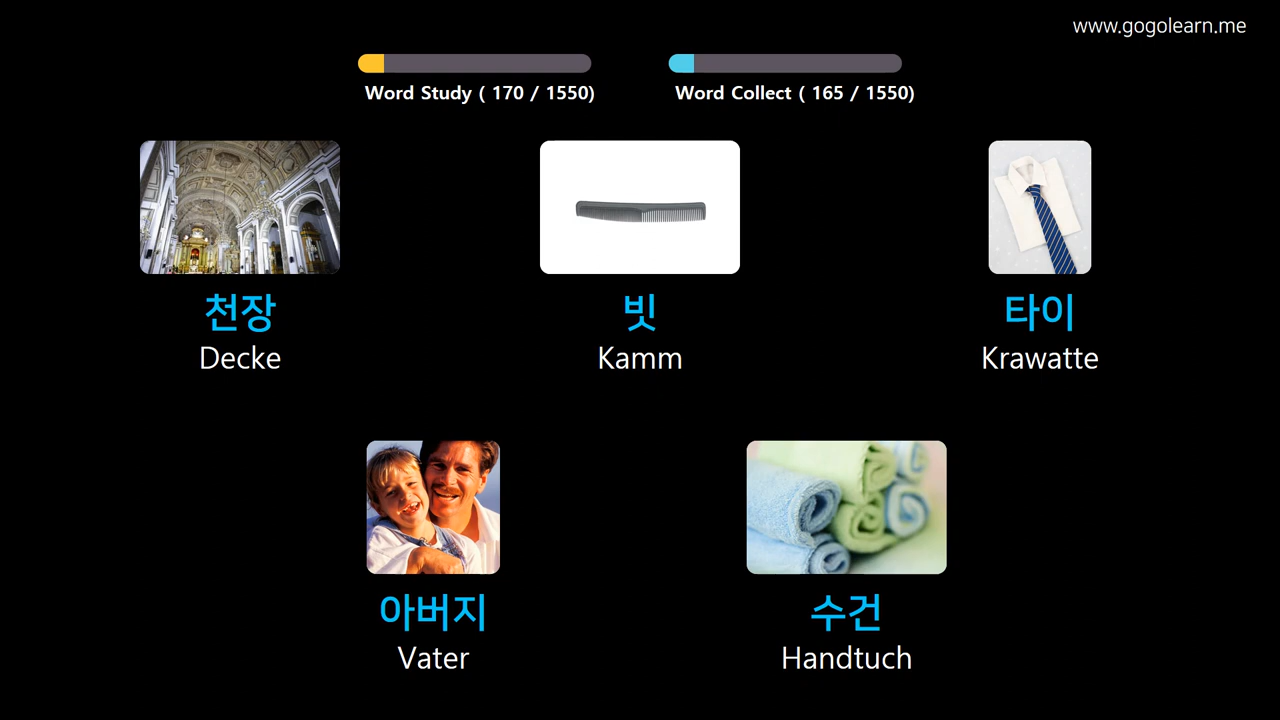 www.gogolearn.me
Word Study ( 170 / 1550)
Word Collect ( 165 / 1550)
천장
Decke
빗
Kamm
타이
Krawatte
아버지
Vater
수건
Handtuch